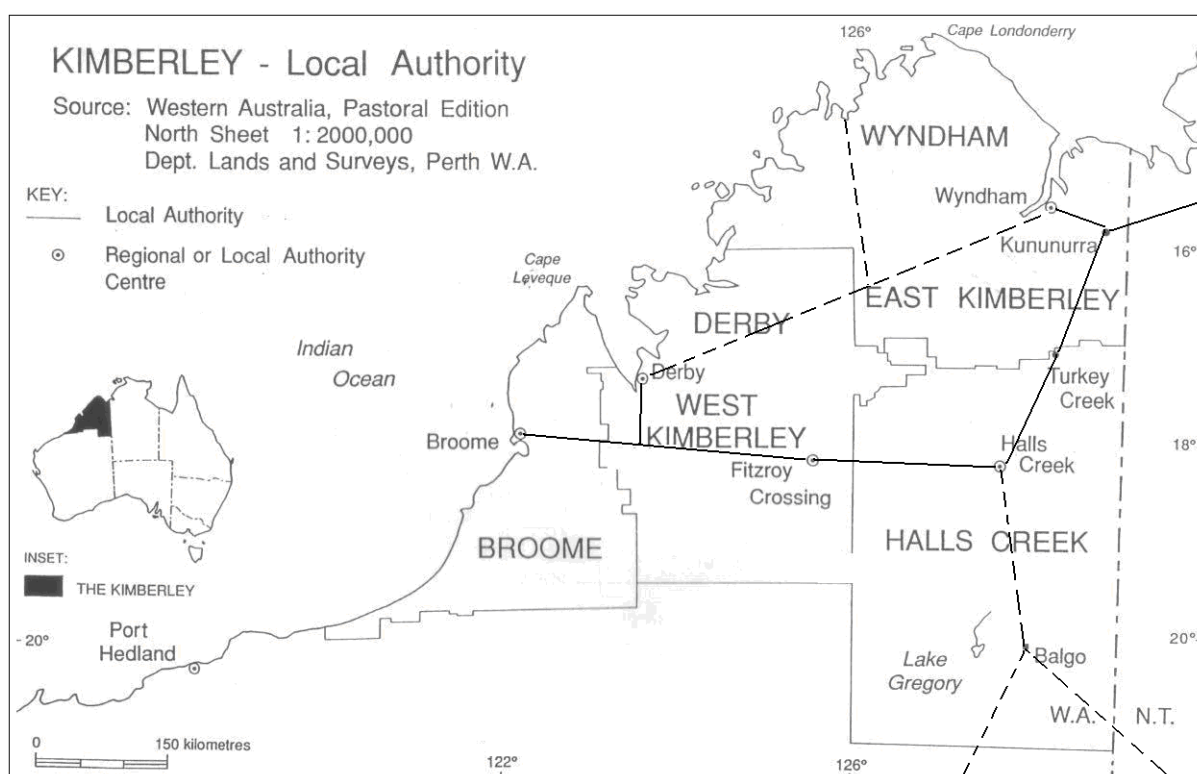 KIMBERLEY - Local Authority
Source: Western Australia, Pastoral Edition
North Sheet 1: 2000,000
Dept. Lands and Surveys, Perth W.A.
KEY:
Local Authority
Regional or Local Authority
Centre
126°
Cape Londonderry
WYNDHAM
Wyndham
Kununurra
16°
EAST KIMBERLEY
Cape
Leveque
DERBY
Indian
Ocean
Derby
Turkey
Creek
WEST
KIMBERLEY
Broome
Fitzroy
Crossing
Halls
Creek
18°
BROOME
HALLS CREEK
INSET:
THE KIMBERLEY
20°
Port
Hedland
20°
Balgo
Lake
Gregory
W.A. N.T.
0 150 kilometres
122°
126°